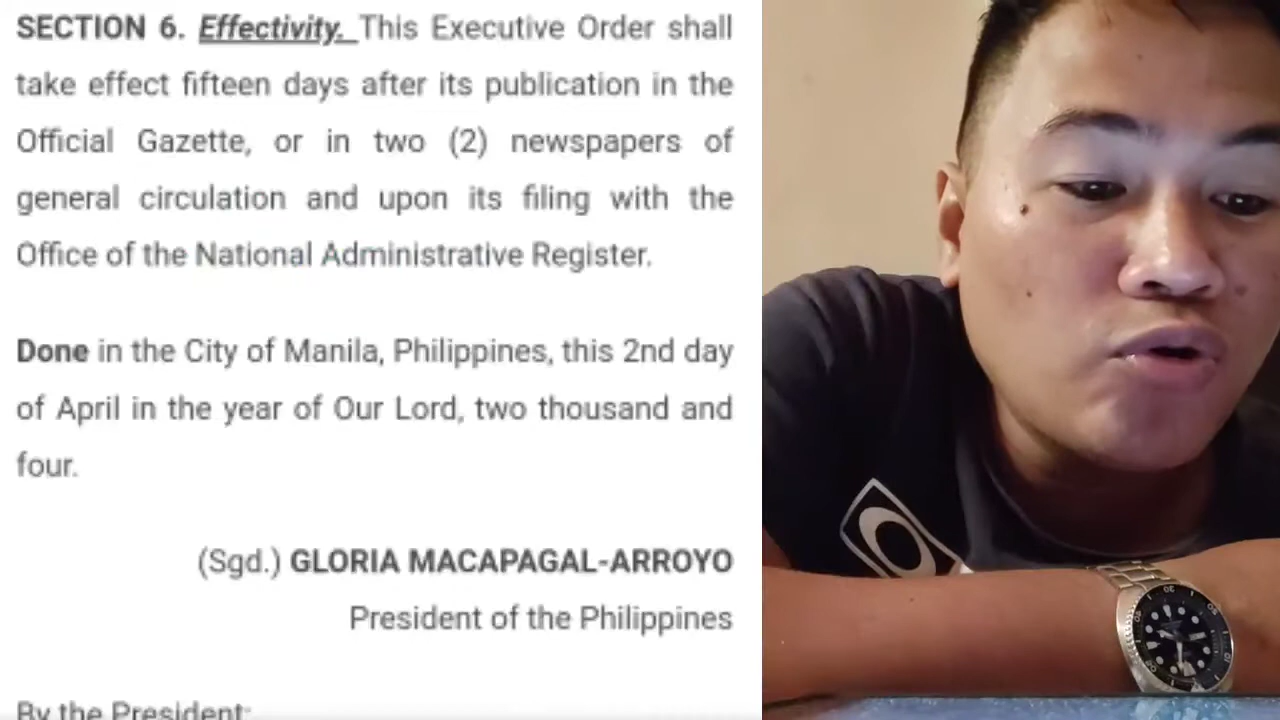 SECTION 6. Effectivity. This Executive Order shall
take effect fifteen days after its publication in the
Official Gazette, or in two (2) newspapers of
general circulation and upon its filing with the
Office of the National Administrative Register.
Done in the City of Manila, Philippines, this 2nd day
of April in the year of Our Lord, two thousand and
four.
(Sgd.) GLORIA MACAPAGAL-ARROYO
President of the Philippines
By the President: